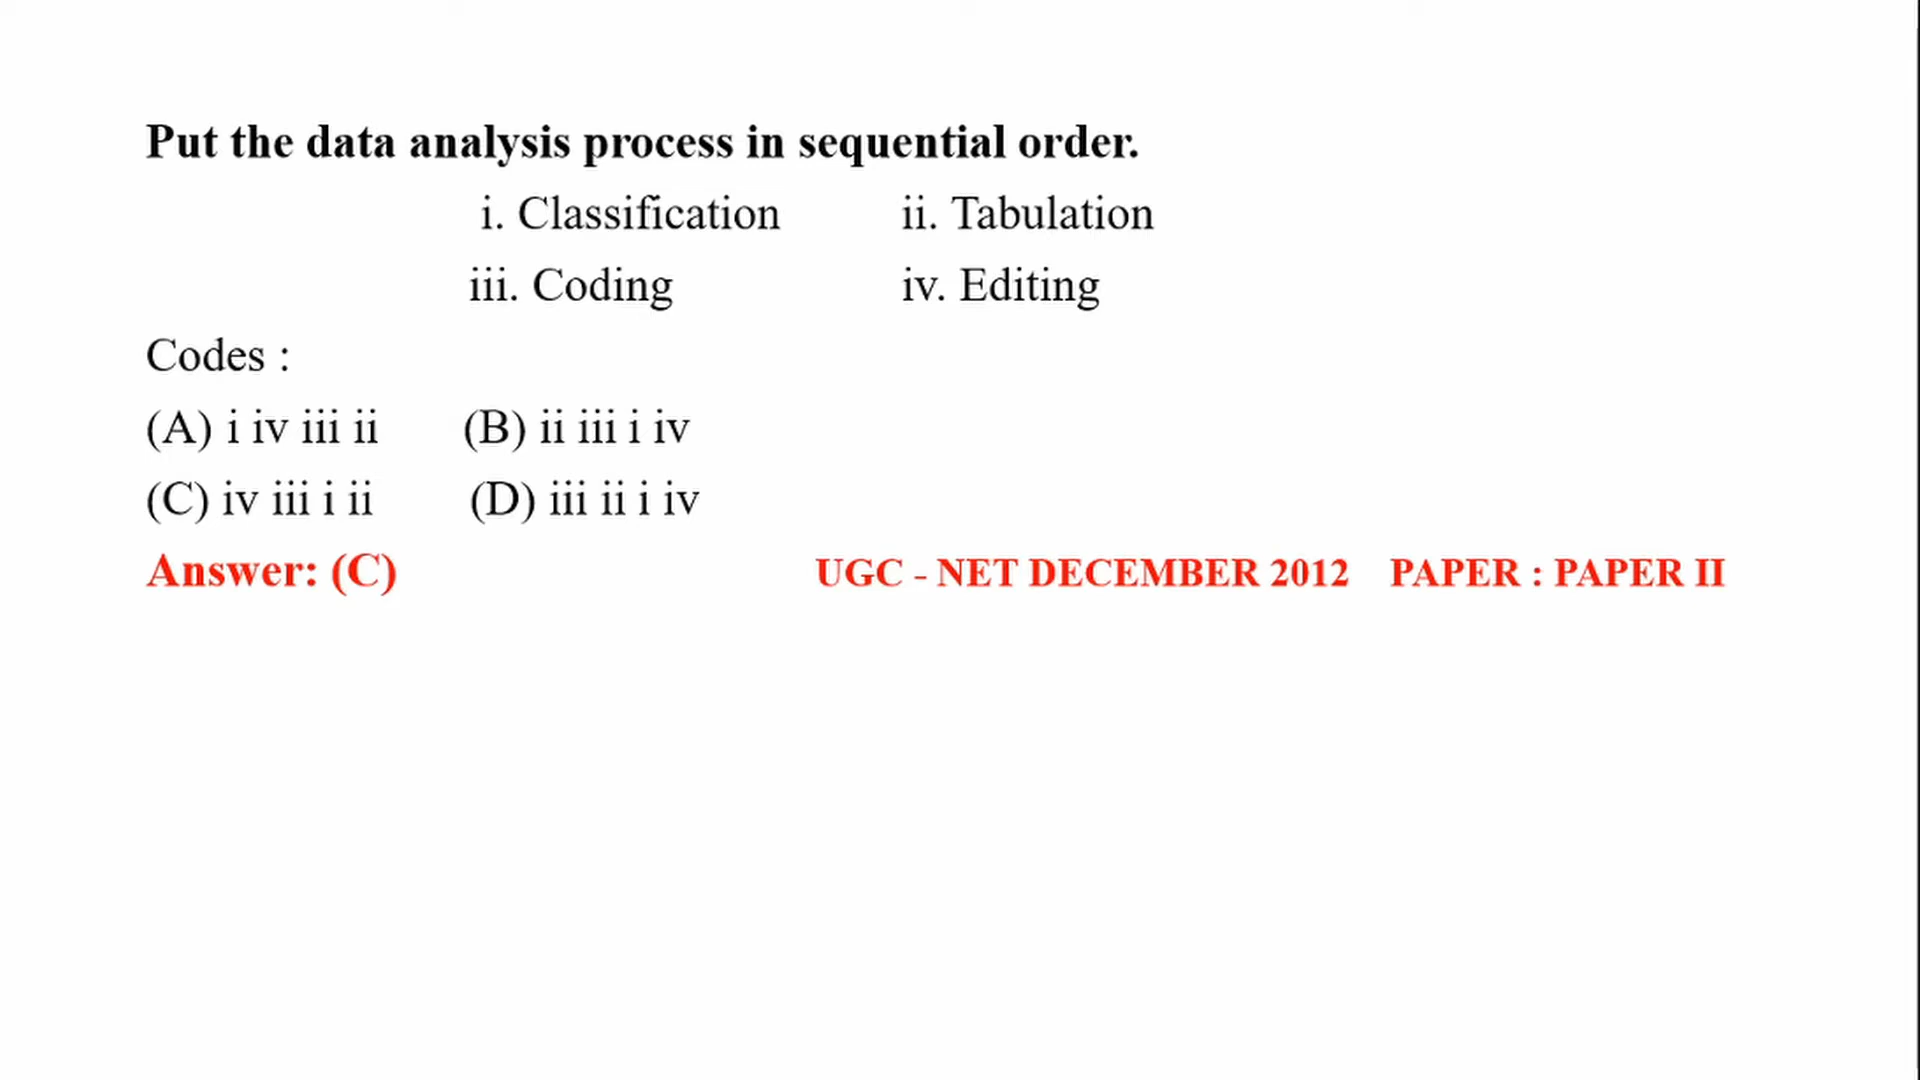 Put the data analysis process in sequential order.
i. Classification ii. Tabulation
iii. Coding iv. Editing
Codes :
(A) i iv iii ii (B) ii iii i iv
(C) iv iii i ii (D) iii ii i iv
Answer: (C) UGC - NET DECEMBER 2012 PAPER : PAPER II